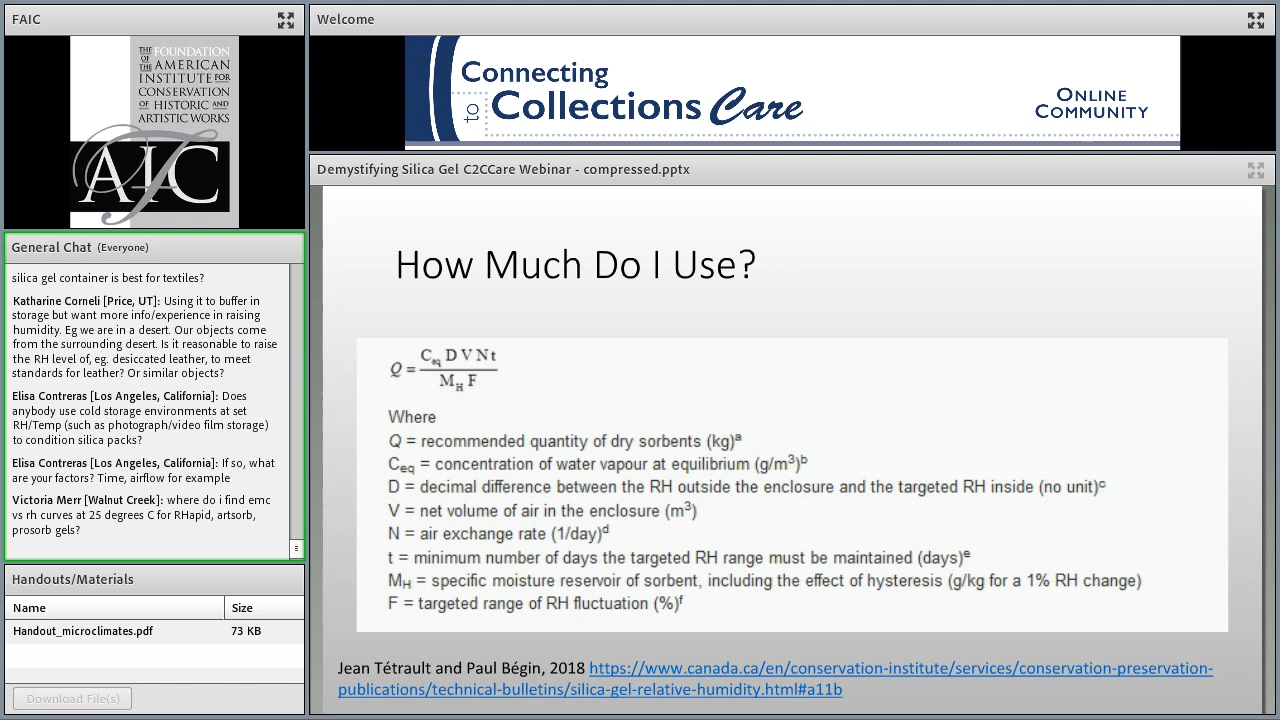 FAIC
THE FOUNDATION
OF THE AMERICAN
INSTITUTE FOR
CONSERVATION
OF HISTORIC AND
ARTISTIC WORKS
AIC
General Chat (Everyone)
silica gel container is best for textiles?
Katharine Corneli [Price, UT]: Using it to buffer in
storage but want more info/experience in raising
humidity. Eg we are in a desert. Our objects come
from the surrounding desert. Is it reasonable to raise
the RH level of, eg. desiccated leather, to meet
standards for leather? Or similar objects?
Elisa Contreras [Los Angeles, California]: Does
anybody use cold storage environments at set
RH/Temp (such as photograph/video film storage)
to condition silica packs?
Elisa Contreras [Los Angeles, California]: If so, what
are your factors? Time, airflow for example
Victoria Merr [Walnut Creek]: where do i find emc
vs rh curves at 25 degrees C for RHapid, artsorb,
prosorb gels?
Handouts/Materials
Name Size
Handout_microclimates.pdf 73 KB
Download File(s)
Welcome
Connecting
to Collections Care
ONLINE
COMMUNITY
Demystifying Silica Gel C2CCare Webinar - compressed.pptx
How Much Do I Use?
Q = C_eq D V N t / M_H F
Where
Q = recommended quantity of dry sorbents (kg)ᵃ
C_eq = concentration of water vapour at equilibrium (g/m³)ᵇ
D = decimal difference between the RH outside the enclosure and the targeted RH inside (no unit)ᶜ
V = net volume of air in the enclosure (m³)
N = air exchange rate (1/day)ᵈ
t = minimum number of days the targeted RH range must be maintained (days)ᵉ
M_H = specific moisture reservoir of sorbent, including the effect of hysteresis (g/kg for a 1% RH change)
F = targeted range of RH fluctuation (%)ᶠ
Jean Tétrault and Paul Bégin, 2018 https://www.canada.ca/en/conservation-institute/services/conservation-preservation-
publications/technical-bulletins/silica-gel-relative-humidity.html#a11b